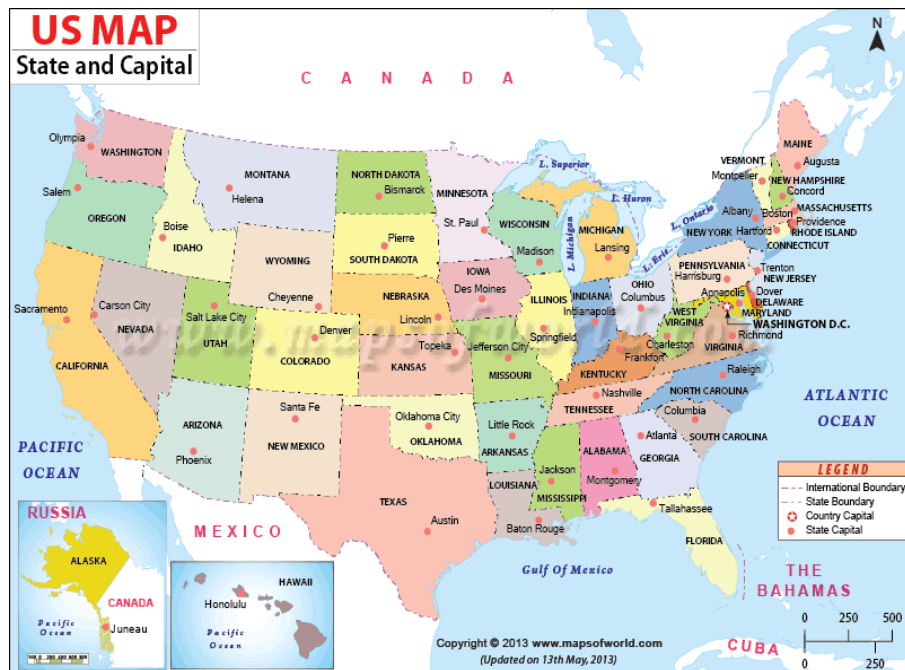 US MAP
State and Capital
N
C A N A D A
Olympia
WASHINGTON
Salem
OREGON
Boise
IDAHO
MONTANA
Helena
WYOMING
Cheyenne
NORTH DAKOTA
Bismarck
Pierre
SOUTH DAKOTA
NEBRASKA
Lincoln
MINNESOTA
St. Paul
WISCONSIN
Madison
IOWA
Des Moines
L. Superior
L. Michigan
L. Huron
L. Erie
L. Ontario
MICHIGAN
Lansing
MAINE
Augusta
VERMONT
Montpelier
NEW HAMPSHIRE
Concord
MASSACHUSETTS
Boston
Providence
RHODE ISLAND
Hartford
CONNECTICUT
Albany
NEW YORK
PENNSYLVANIA
Harrisburg
Trenton
NEW JERSEY
Annapolis
Dover
DELAWARE
MARYLAND
WASHINGTON D.C.
Sacramento
CALIFORNIA
Carson City
NEVADA
Salt Lake City
UTAH
Denver
COLORADO
Topeka
KANSAS
Jefferson City
MISSOURI
ILLINOIS
Springfield
INDIANA
Indianapolis
OHIO
Columbus
WEST
VIRGINIA
Charleston
Richmond
VIRGINIA
Frankfort
KENTUCKY
www.mapsofworld.com
ARIZONA
Phoenix
Santa Fe
NEW MEXICO
Oklahoma City
OKLAHOMA
Little Rock
ARKANSAS
Nashville
TENNESSEE
Raleigh
NORTH CAROLINA
Columbia
SOUTH CAROLINA
Atlanta
GEORGIA
ALABAMA
Montgomery
Jackson
MISSISSIPPI
LOUISIANA
Baton Rouge
TEXAS
Austin
Tallahassee
FLORIDA
PACIFIC
OCEAN
ATLANTIC
OCEAN
MEXICO
Gulf Of Mexico
THE
BAHAMAS
CUBA
LEGEND
International Boundary
State Boundary
Country Capital
State Capital
RUSSIA
ALASKA
CANADA
Pacific
Ocean
Juneau
HAWAII
Honolulu
Pacific
Ocean
Copyright © 2013 www.mapsofworld.com
(Updated on 13th May, 2013)
0 250 500